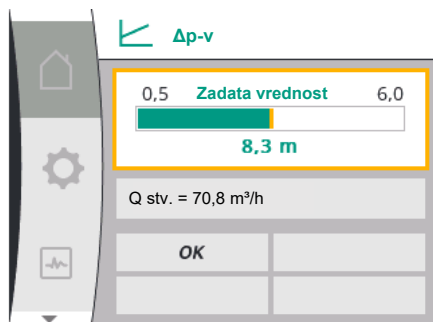 Δp-v
0,5 Zadata vrednost 6,0
8,3 m
Q stv. = 70,8 m³/h
OK